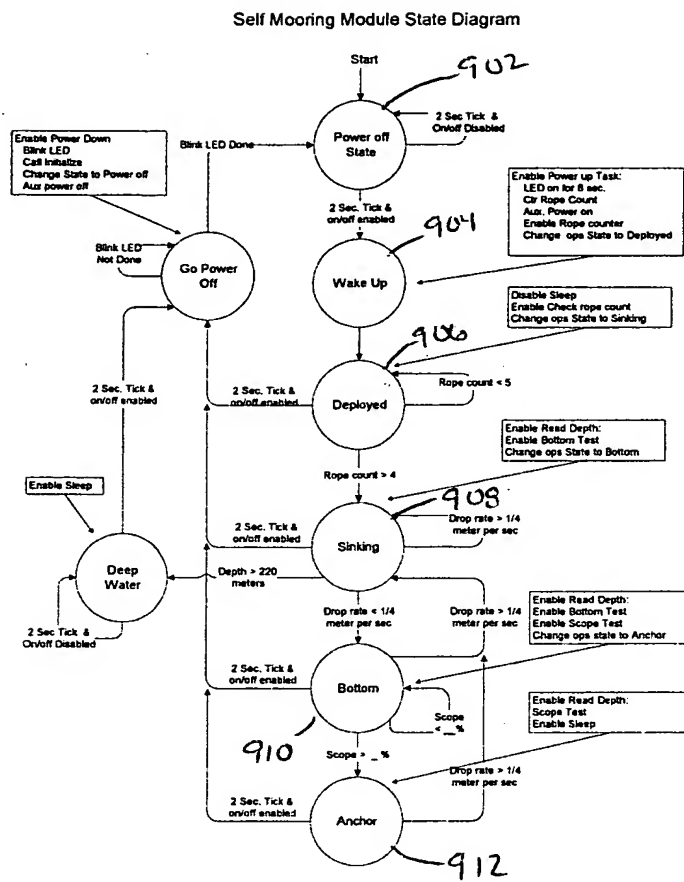 Self Mooring Module State Diagram
Start
902
Power off
State
2 Sec Tick &
On/off Disabled
Enable Power Down
Blink LED
Call Initialize
Change State to Power off
Aux power off
Blink LED Done
2 Sec. Tick &
on/off enabled
Enable Power up Task:
LED on for 8 sec.
Clr Rope Count
Aux. Power on
Enable Rope counter
Change ops State to Deployed
904
Blink LED
Not Done
Go Power
Off
Wake Up
Disable Sleep
Enable Check rope count
Change ops State to Sinking
906
2 Sec. Tick &
on/off enabled
2 Sec. Tick &
on/off enabled
Deployed
Rope count < 5
Enable Read Depth:
Enable Bottom Test
Change ops State to Bottom
Rope count > 4
Enable Sleep
908
2 Sec. Tick &
on/off enabled
Sinking
Drop rate > 1/4
meter per sec
Deep
Water
Depth > 220
meters
2 Sec Tick &
On/off Disabled
Drop rate < 1/4
meter per sec
Drop rate > 1/4
meter per sec
Enable Read Depth:
Enable Bottom Test
Enable Scope Test
Change ops state to Anchor
2 Sec. Tick &
on/off enabled
Bottom
Scope
< _ %
910
Enable Read Depth:
Scope Test
Enable Sleep
Scope > _ %
Drop rate > 1/4
meter per sec
2 Sec. Tick &
on/off enabled
Anchor
912